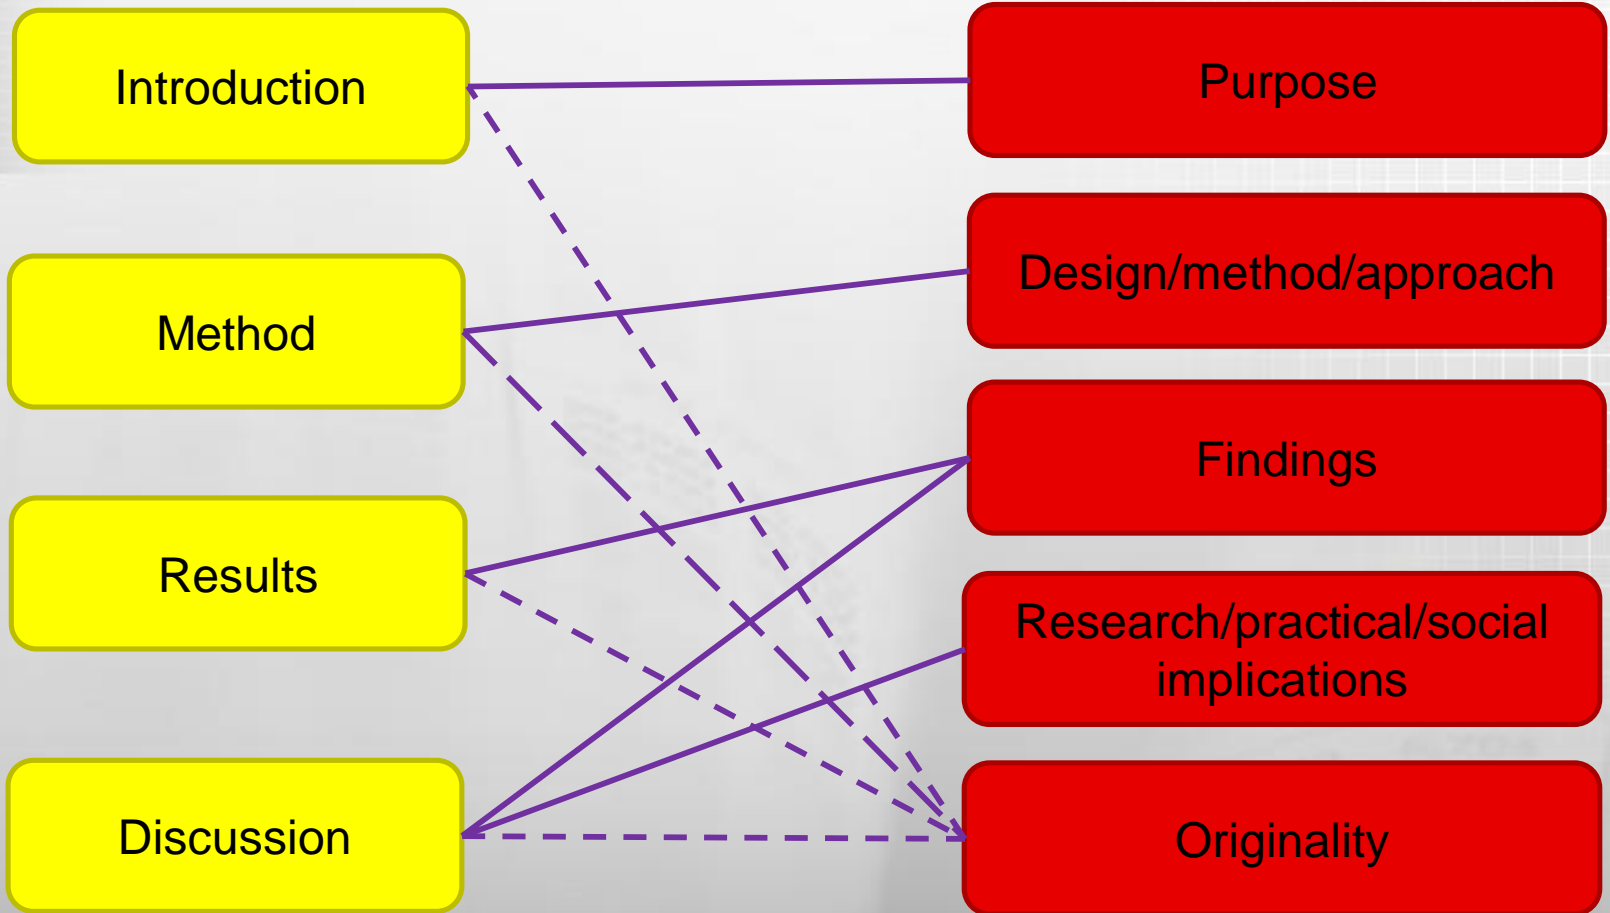 Introduction
Purpose
Design/method/approach
Method
Findings
Results
Research/practical/social
implications
Discussion
Originality